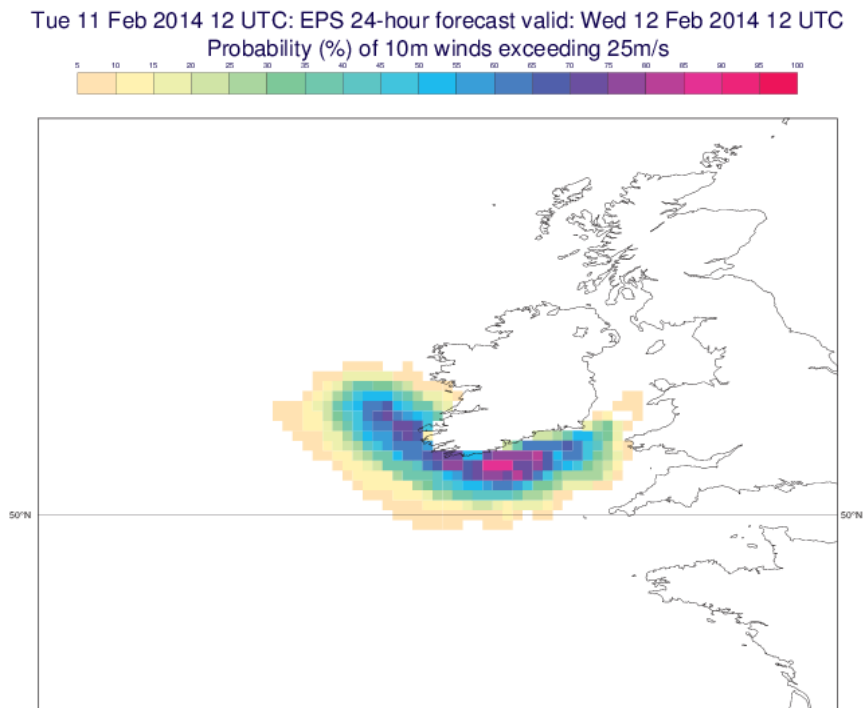 Tue 11 Feb 2014 12 UTC: EPS 24-hour forecast valid: Wed 12 Feb 2014 12 UTC
Probability (%) of 10m winds exceeding 25m/s
5 10 15 20 25 30 35 40 45 50 55 60 65 70 75 80 85 90 95 100
50°N 50°N